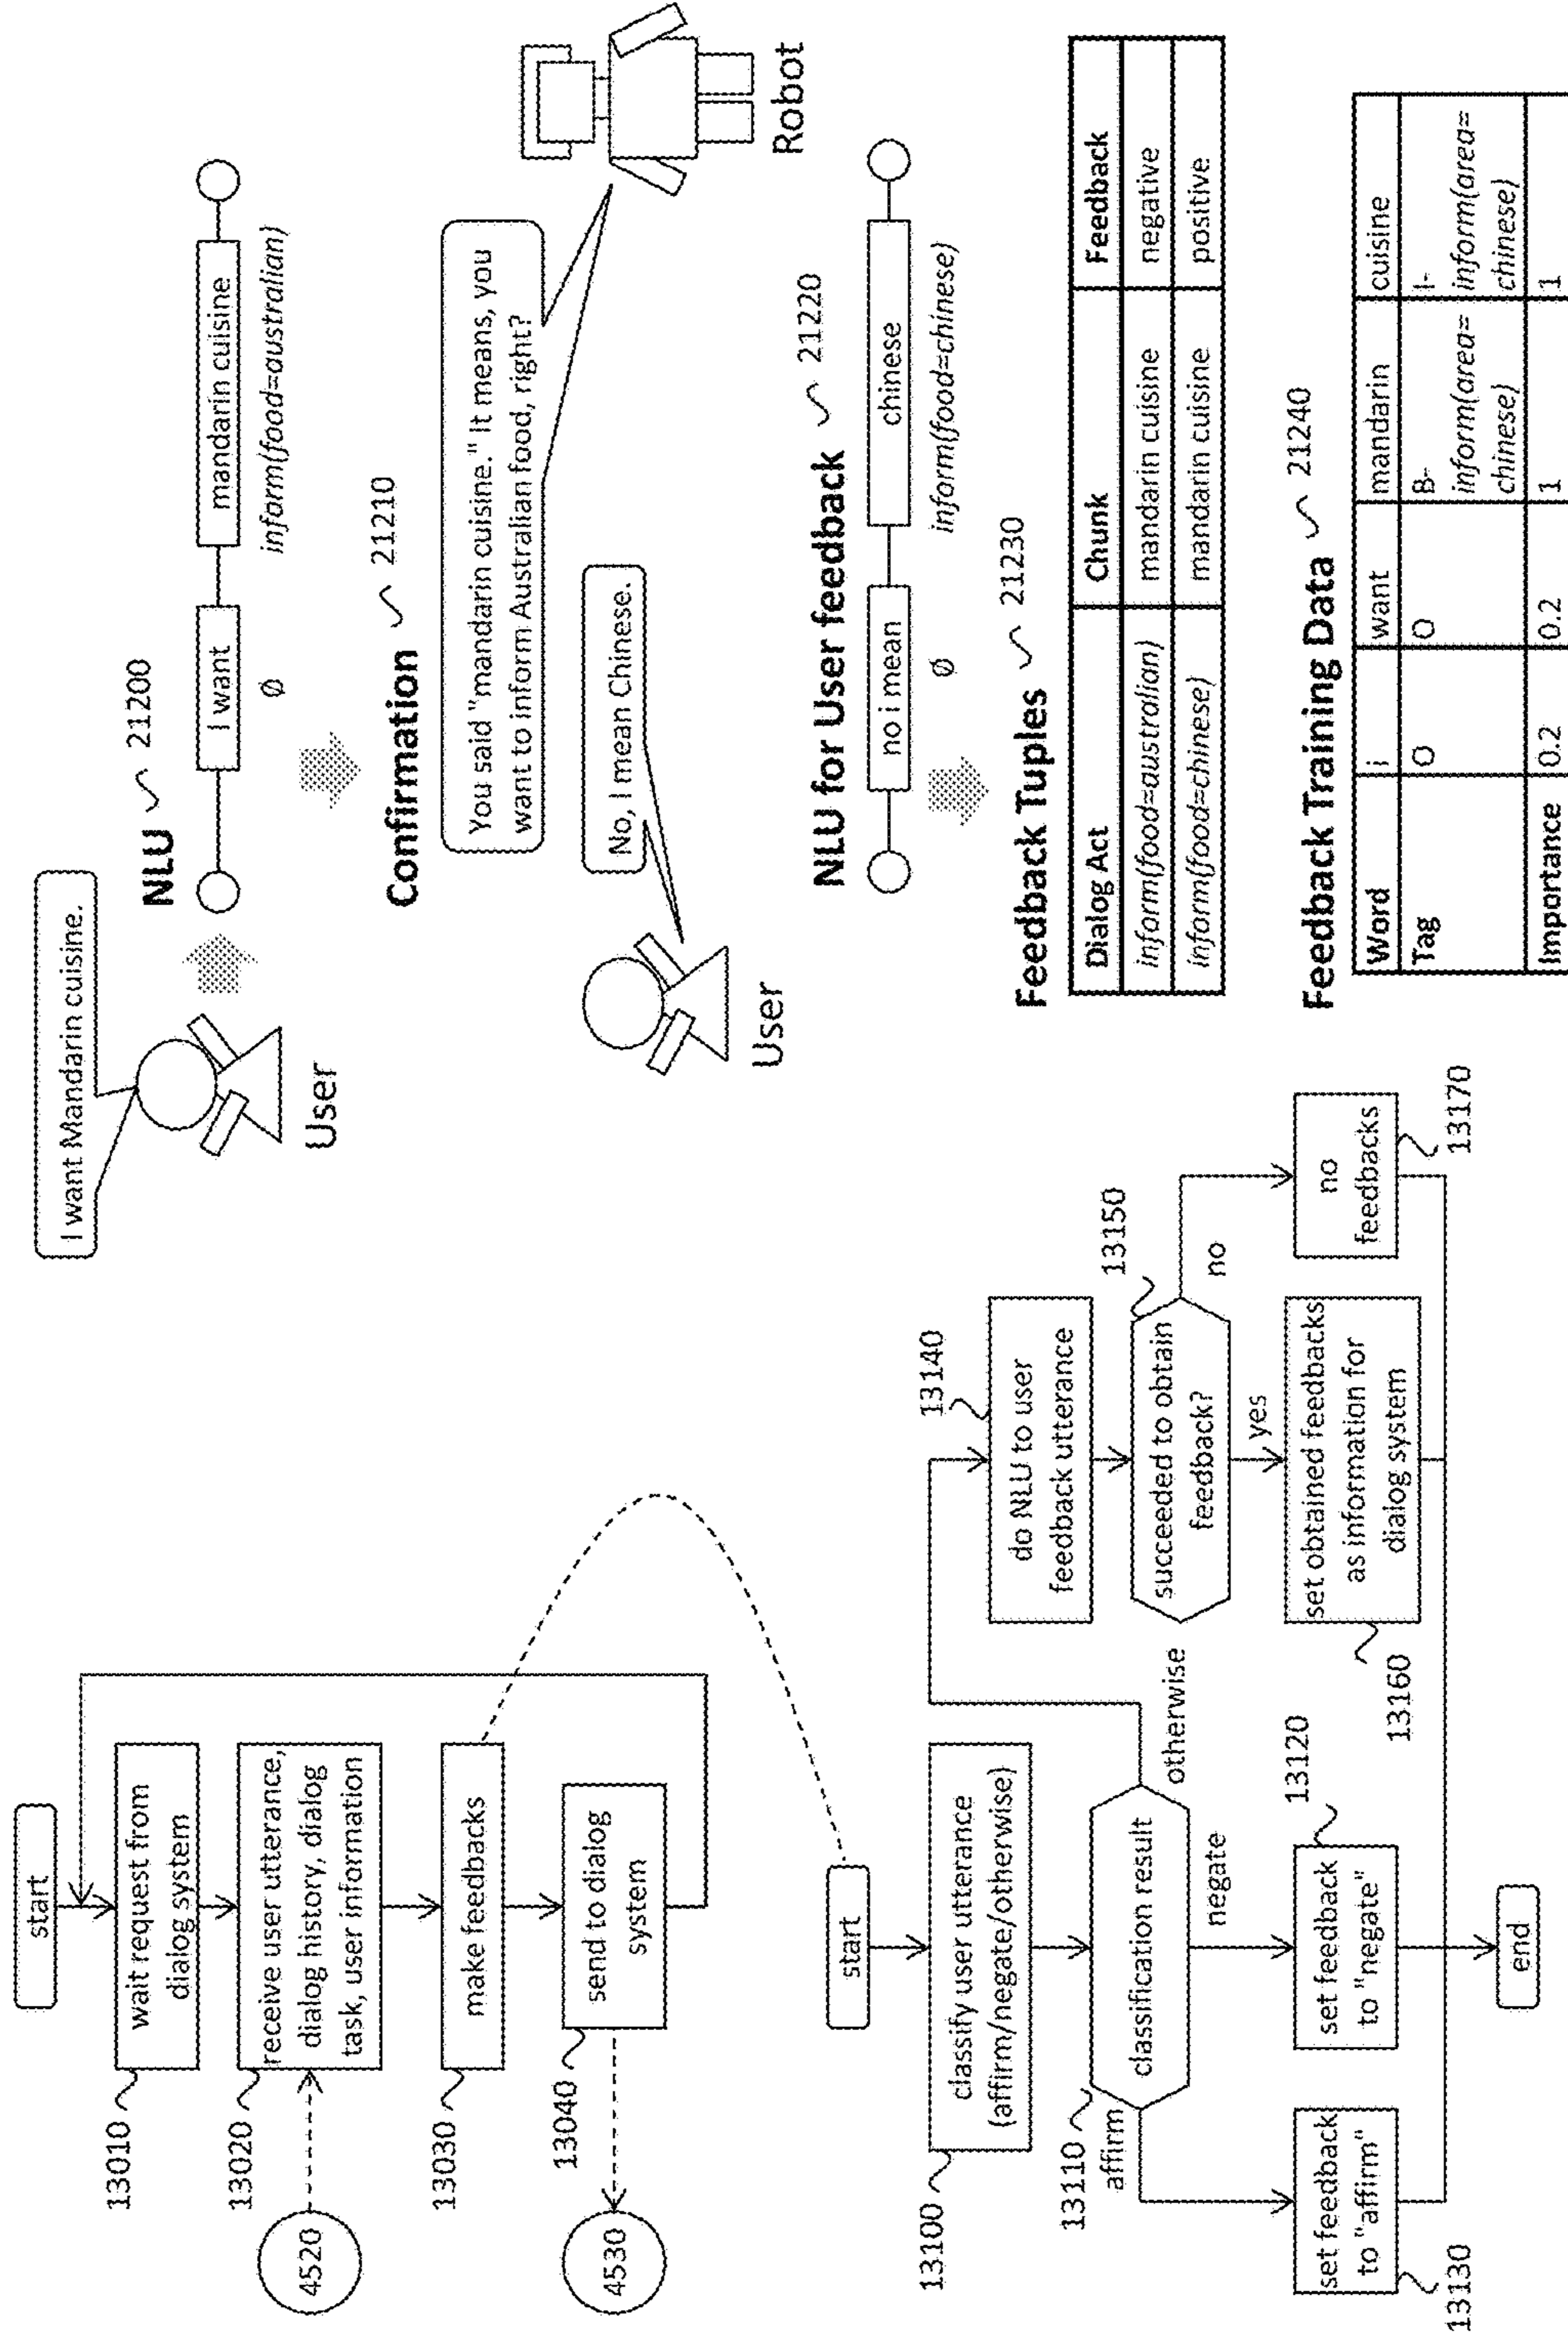 start
wait request from
dialog system
13010
receive user utterance,
dialog history, dialog
task, user information
13020
4520
make feedbacks
13030
send to dialog
system
13040
4530
start
classify user utterance
(affirm/negate/otherwise)
13100
classification result
13110
affirm
negate
otherwise
set feedback
to "affirm"
13130
set feedback
to "negate"
13120
do NLU to user
feedback utterance
13140
succeeded to obtain
feedback?
13150
yes
no
set obtained feedbacks
as information for
dialog system
13160
no
feedbacks
13170
end
I want Mandarin cuisine.
User
NLU 21200
I want
mandarin cuisine
∅
inform(food=australian)
Confirmation 21210
You said "mandarin cuisine." It means, you
want to inform Australian food, right?
Robot
No, I mean Chinese.
User
NLU for User feedback 21220
no i mean
chinese
∅
inform(food=chinese)
Feedback Tuples 21230
Dialog Act Chunk Feedback
inform(food=australian) mandarin cuisine negative
inform(food=chinese) mandarin cuisine positive
Feedback Training Data 21240
Word i want mandarin cuisine
Tag O O B- I-
inform(area= inform(area=
chinese) chinese)
Importance 0.2 0.2 1 1